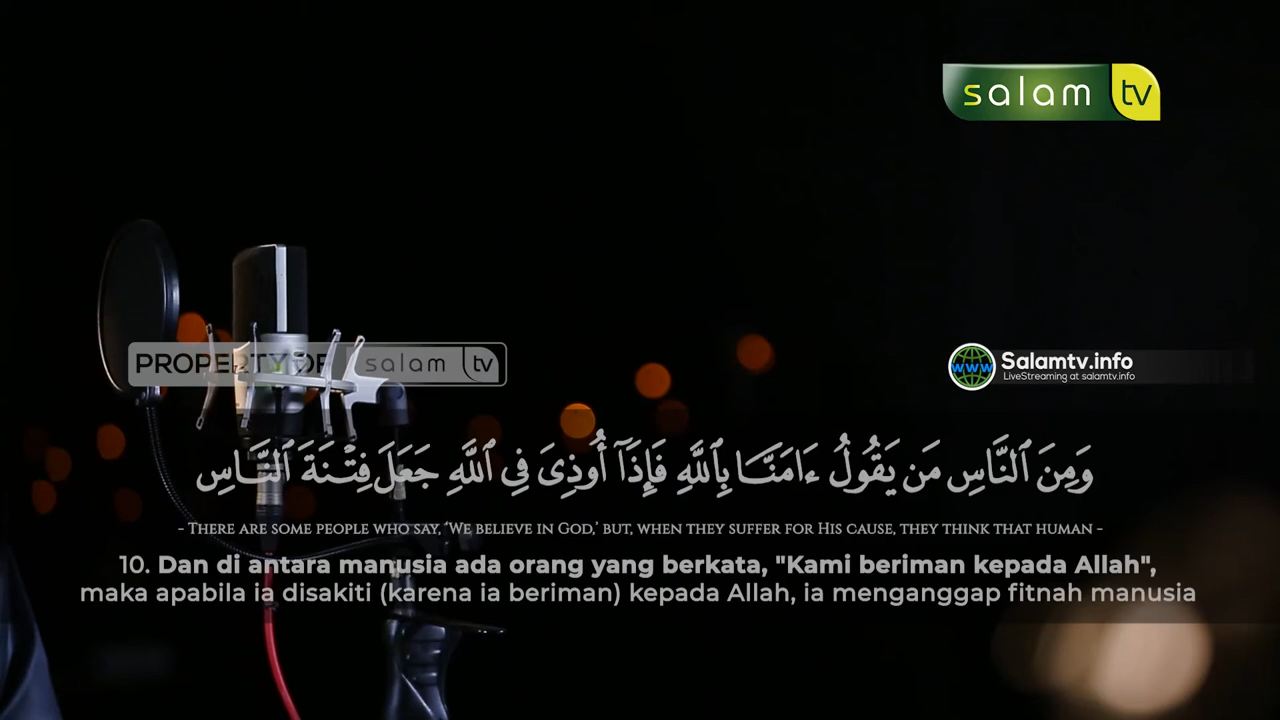 salam tv
PROPERTY OF salam tv
www Salamtv.info
LiveStreaming at salamtv.info
وَمِنَ ٱلنَّاسِ مَن يَقُولُ ءَامَنَّا بِٱللَّهِ فَإِذَآ أُوذِىَ فِى ٱللَّهِ جَعَلَ فِتْنَةَ ٱلنَّاسِ
- There are some people who say, 'We believe in God,' but, when they suffer for His cause, they think that human -
10. Dan di antara manusia ada orang yang berkata, "Kami beriman kepada Allah",
maka apabila ia disakiti (karena ia beriman) kepada Allah, ia menganggap fitnah manusia